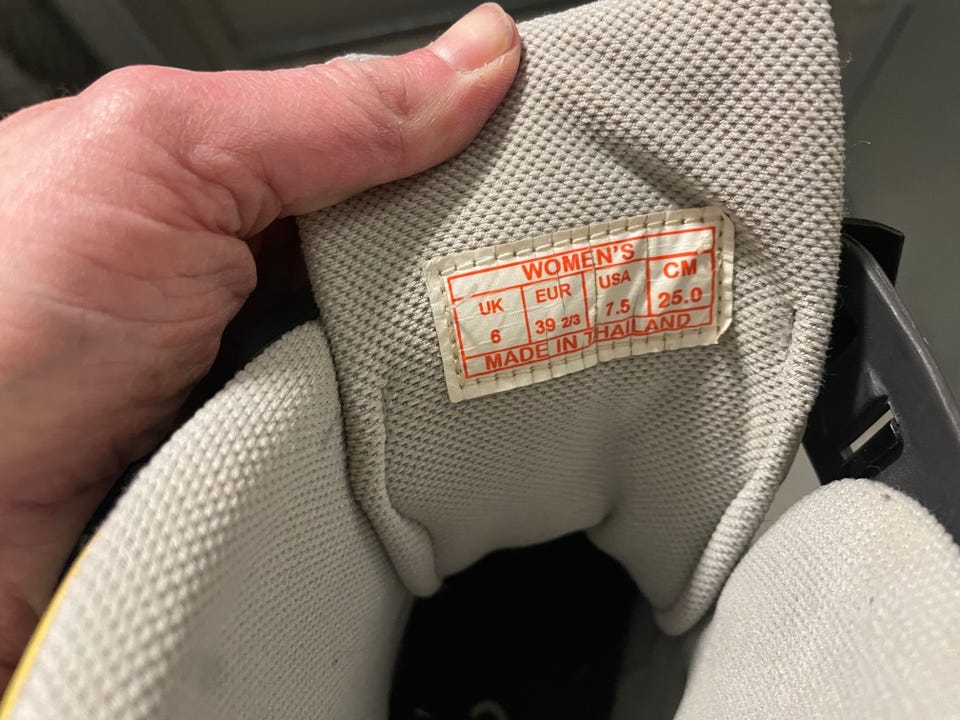 WOMEN'S
UK EUR USA CM
6 39 2/3 7.5 25.0
MADE IN THAILAND